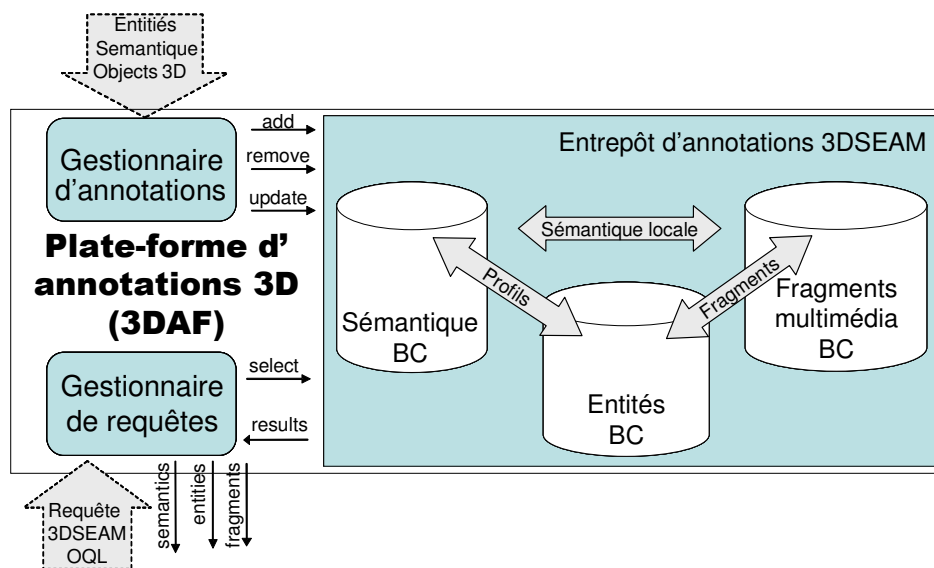 Entitiés
Semantique
Objects 3D
Gestionnaire
d'annotations
add
remove
update
Entrepôt d'annotations 3DSEAM
Plate-forme d'
annotations 3D
(3DAF)
Sémantique locale
Profils
Fragments
Sémantique
BC
Entités
BC
Fragments
multimédia
BC
Gestionnaire
de requêtes
select
results
semantics
entities
fragments
Requête
3DSEAM
OQL